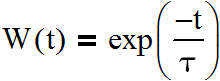 W(t) = exp(-t/τ)